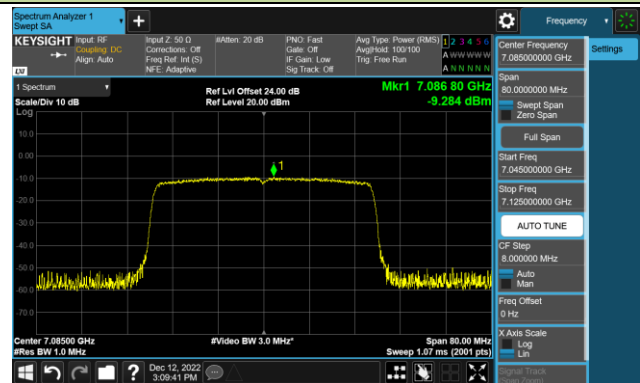 Spectrum Analyzer 1
Swept SA
Frequency
KEYSIGHT
Input: RF
Coupling: DC
Align: Auto
Input Z: 50 Ω
Corrections: Off
Freq Ref: Int (S)
NFE: Adaptive
#Atten: 20 dB
PNO: Fast
Gate: Off
IF Gain: Low
Sig Track: Off
Avg Type: Power (RMS)
Avg|Hold: 100/100
Trig: Free Run
1 2 3 4 5 6
A W W W W W
A N N N N N
LXI
1 Spectrum
Scale/Div 10 dB
Log
Ref Lvl Offset 24.00 dB
Ref Level 20.00 dBm
Mkr1 7.086 80 GHz
-9.284 dBm
10.0
0.00
-10.0
-20.0
-30.0
-40.0
-50.0
-60.0
-70.0
1
Center 7.08500 GHz
#Res BW 1.0 MHz
#Video BW 3.0 MHz*
Span 80.00 MHz
Sweep 1.07 ms (2001 pts)
Center Frequency
7.085000000 GHz
Settings
Span
80.0000000 MHz
Swept Span
Zero Span
Full Span
Start Freq
7.045000000 GHz
Stop Freq
7.125000000 GHz
AUTO TUNE
CF Step
8.000000 MHz
Auto
Man
Freq Offset
0 Hz
X Axis Scale
Log
Lin
Signal Track
(Span Zoom)
Dec 12, 2022
3:09:41 PM